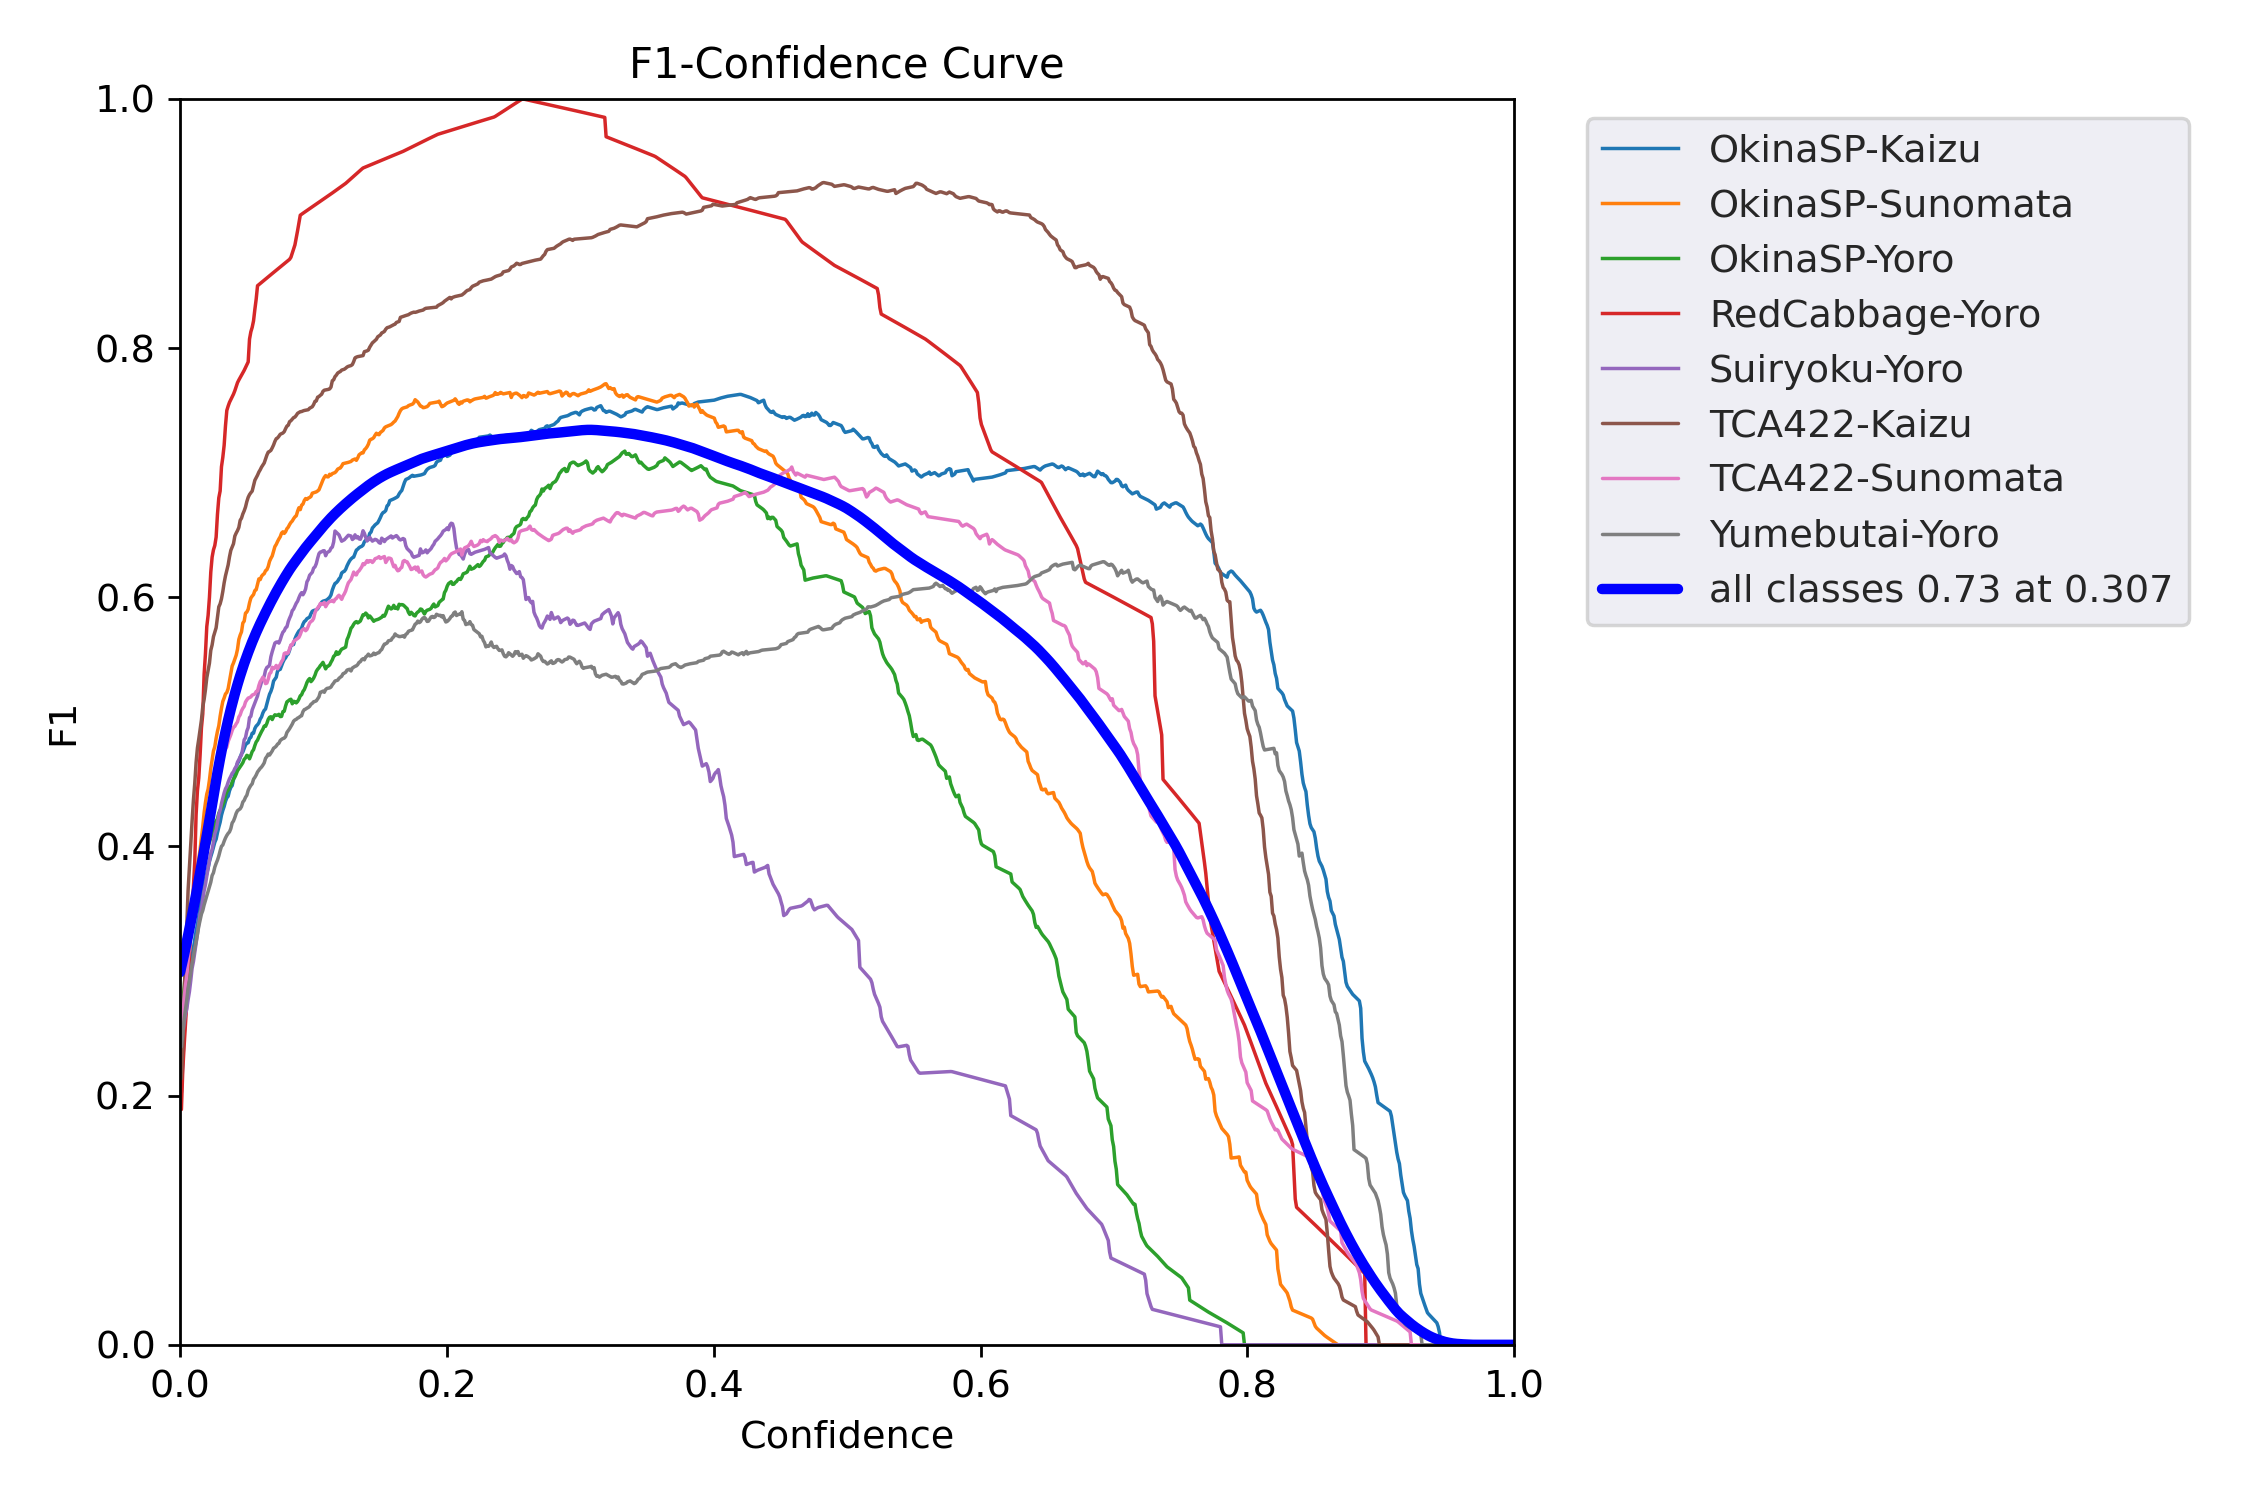 F1-Confidence Curve
1.0
0.8
0.6
0.4
0.2
0.0
F1
0.0 0.2 0.4 0.6 0.8 1.0
Confidence
OkinaSP-Kaizu
OkinaSP-Sunomata
OkinaSP-Yoro
RedCabbage-Yoro
Suiryoku-Yoro
TCA422-Kaizu
TCA422-Sunomata
Yumebutai-Yoro
all classes 0.73 at 0.307